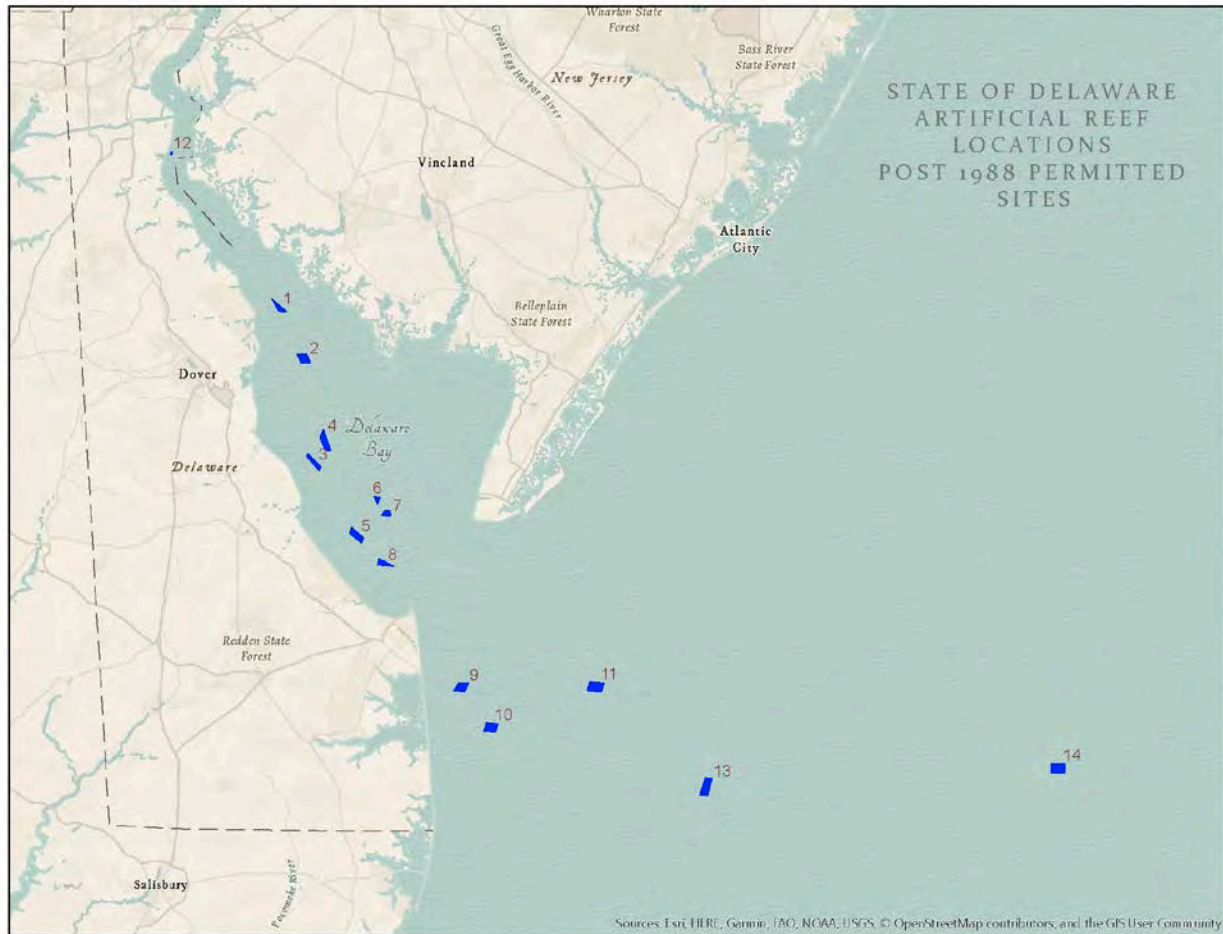 Wharton State
Forest
Great Egg Harbor River
Bass River
State Forest
New Jersey
STATE OF DELAWARE
ARTIFICIAL REEF
LOCATIONS
POST 1988 PERMITTED
SITES
12
Vineland
Atlantic
City
1
Belleplain
State Forest
2
Dover
4
Delaware
Bay
3
Delaware
6
7
5
8
Redden State
Forest
9
11
10
13
14
Salisbury
Pocomoke River
Sources: Esri, HERE, Garmin, FAO, NOAA, USGS, © OpenStreetMap contributors, and the GIS User Community